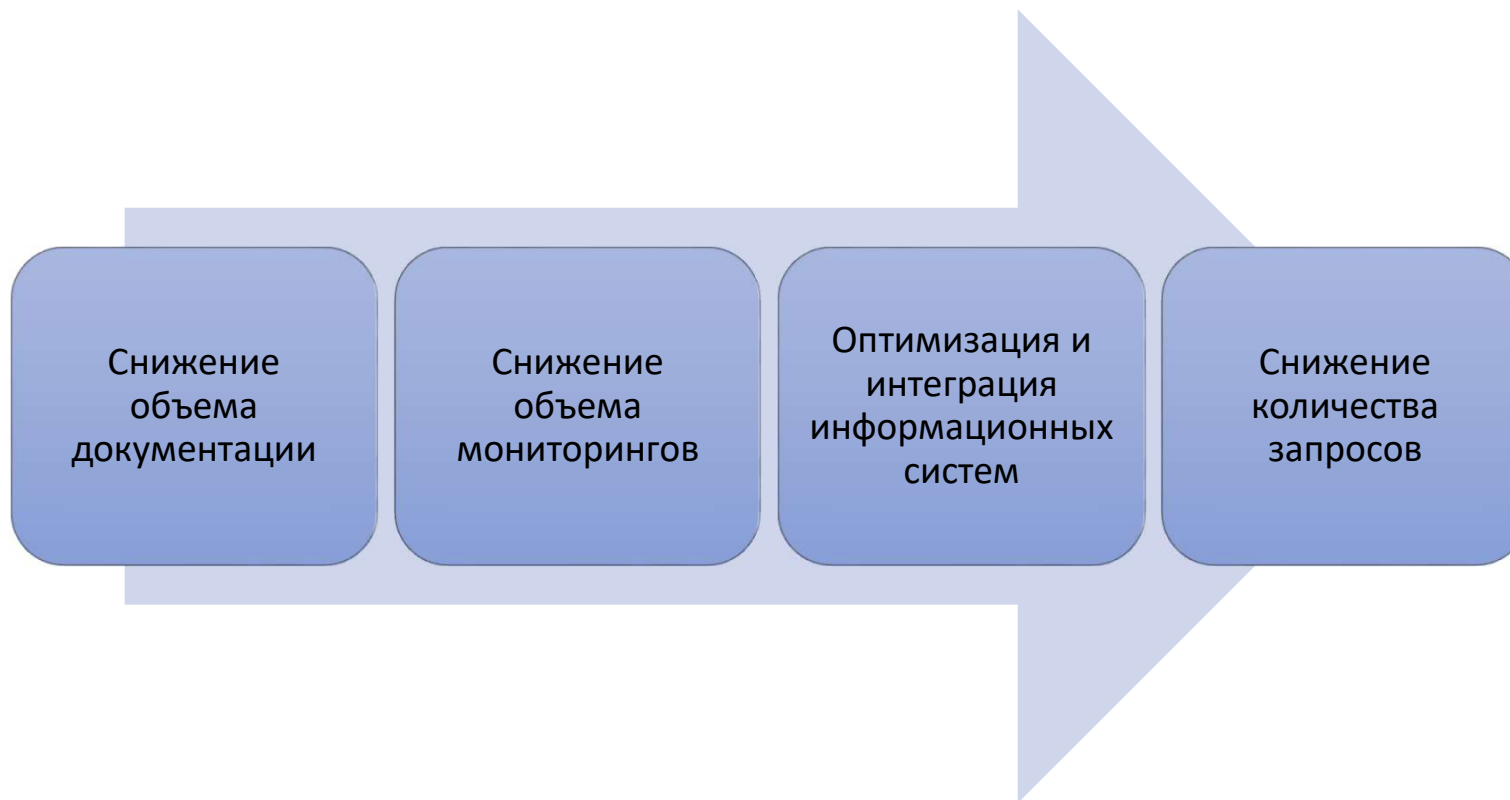 Снижение
объема
документации
Снижение
объема
мониторингов
Оптимизация и
интеграция
информационных
систем
Снижение
количества
запросов